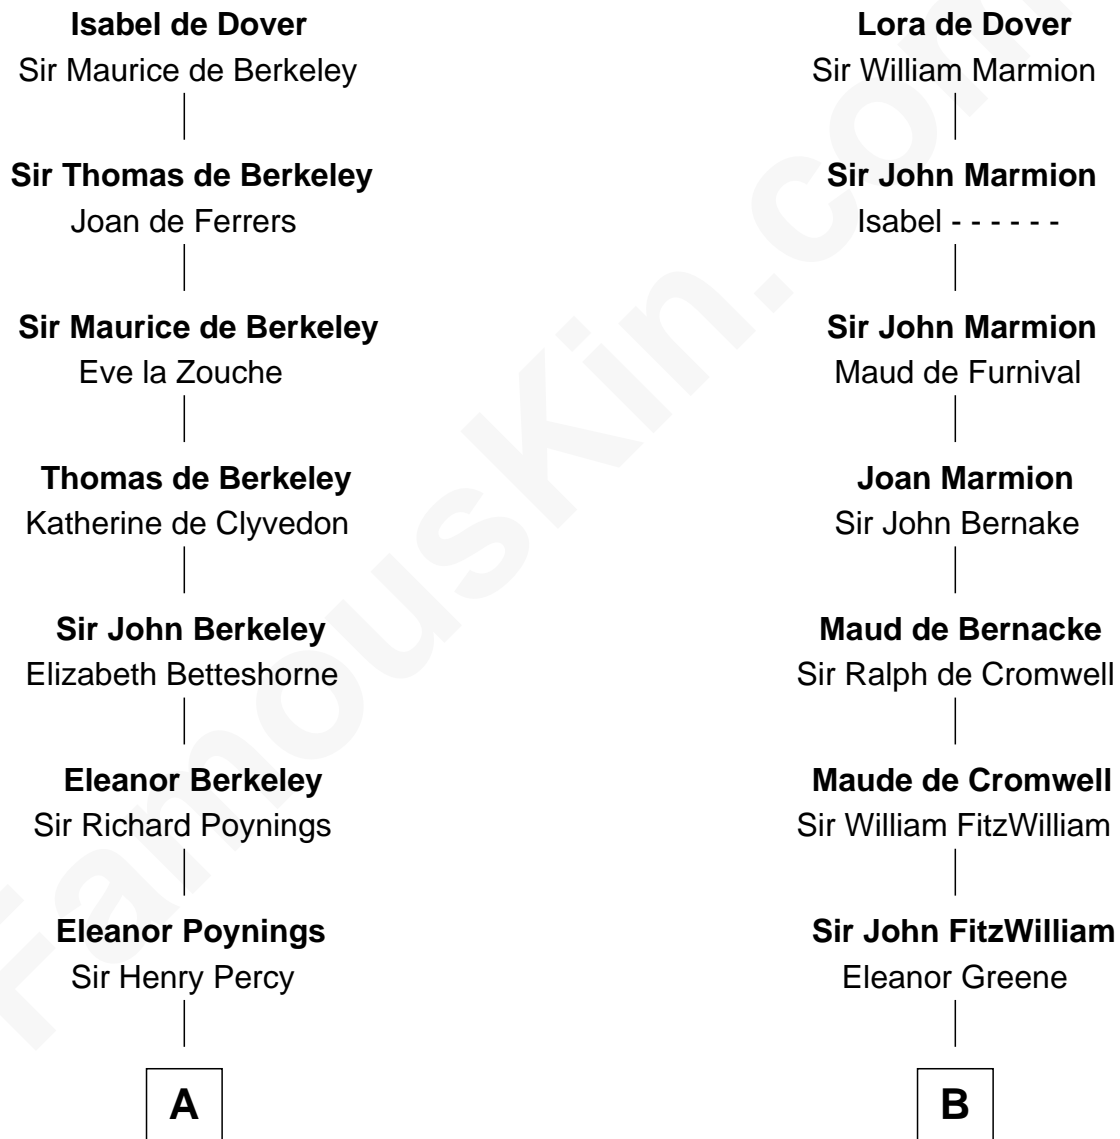 Isabel de Dover
Sir Maurice de Berkeley
Sir Thomas de Berkeley
Joan de Ferrers
Sir Maurice de Berkeley
Eve la Zouche
Thomas de Berkeley
Katherine de Clyvedon
Sir John Berkeley
Elizabeth Betteshorne
Eleanor Berkeley
Sir Richard Poynings
Eleanor Poynings
Sir Henry Percy
A
Lora de Dover
Sir William Marmion
Sir John Marmion
Isabel - - - - - -
Sir John Marmion
Maud de Furnival
Joan Marmion
Sir John Bernake
Maud de Bernacke
Sir Ralph de Cromwell
Maude de Cromwell
Sir William FitzWilliam
Sir John FitzWilliam
Eleanor Greene
B
FamousKin.com